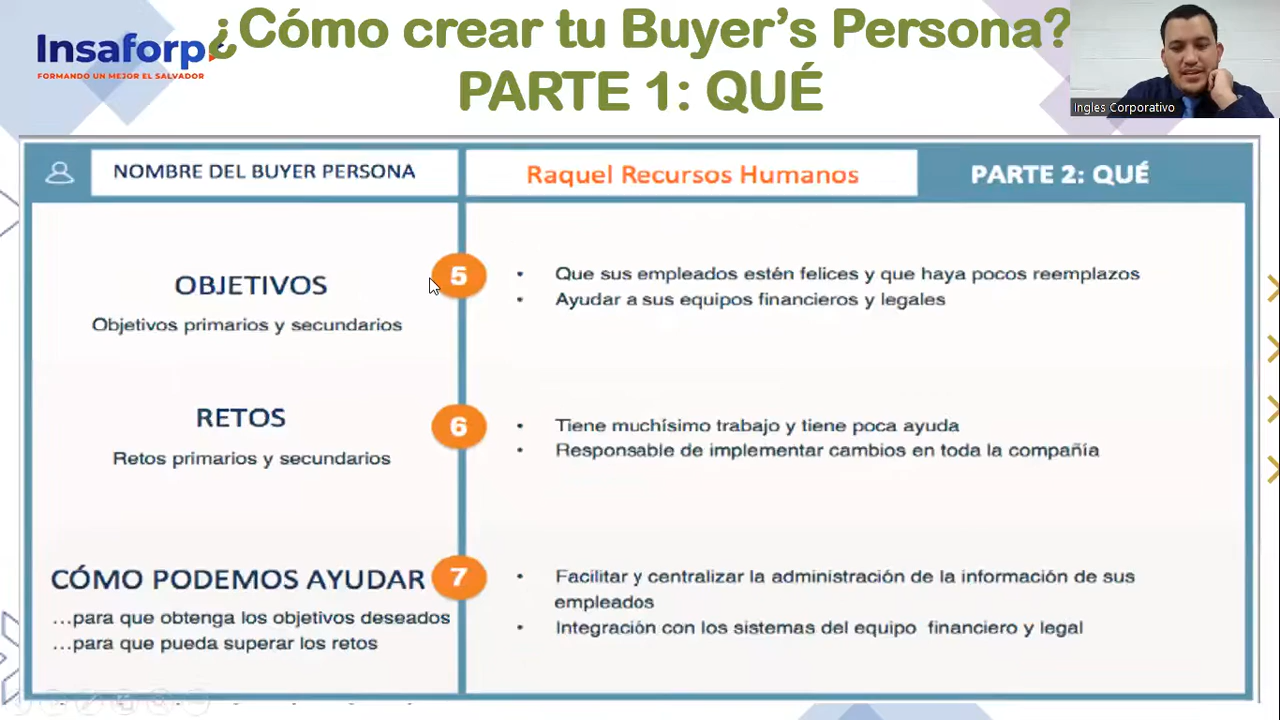 ¿Cómo crear tu Buyer's Persona?
PARTE 1: QUÉ
Insaforp
FORMANDO UN MEJOR EL SALVADOR
Ingles Corporativo
NOMBRE DEL BUYER PERSONA
Raquel Recursos Humanos
PARTE 2: QUÉ
OBJETIVOS
Objetivos primarios y secundarios
5
• Que sus empleados estén felices y que haya pocos reemplazos
• Ayudar a sus equipos financieros y legales
RETOS
Retos primarios y secundarios
6
• Tiene muchísimo trabajo y tiene poca ayuda
• Responsable de implementar cambios en toda la compañía
CÓMO PODEMOS AYUDAR
...para que obtenga los objetivos deseados
...para que pueda superar los retos
7
• Facilitar y centralizar la administración de la información de sus
empleados
• Integración con los sistemas del equipo financiero y legal